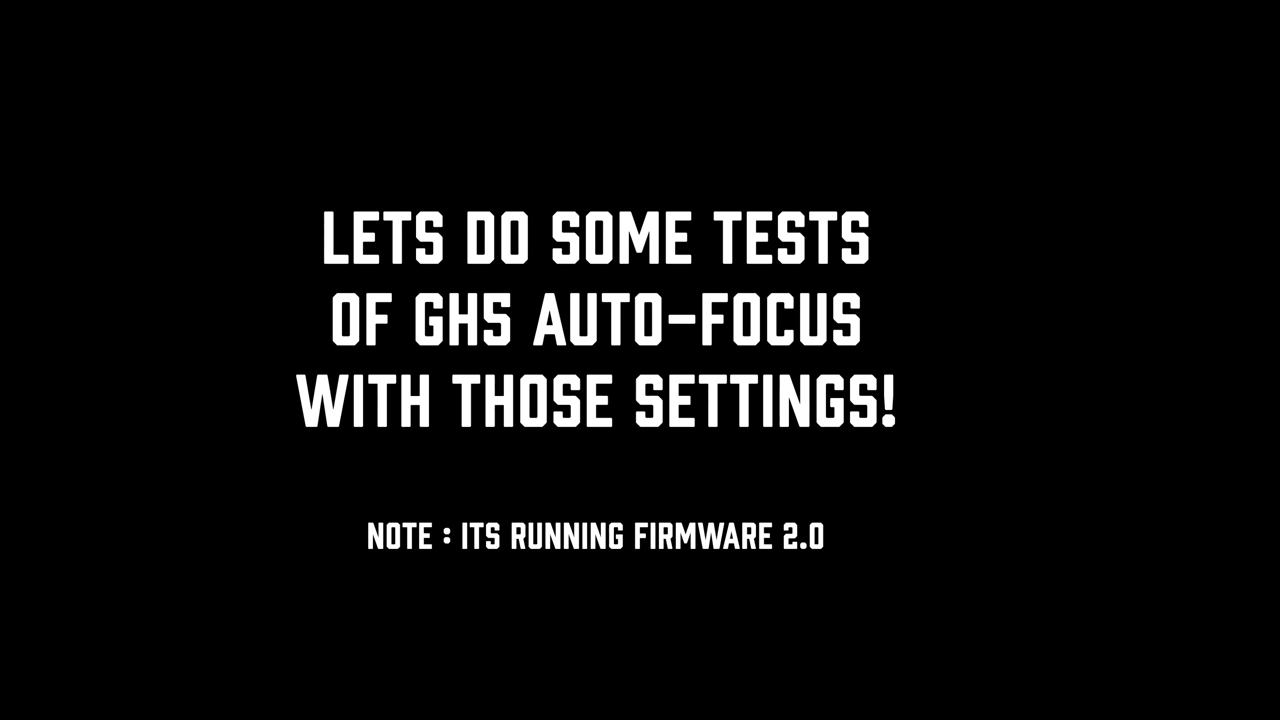 LETS DO SOME TESTS
OF GH5 AUTO-FOCUS
WITH THOSE SETTINGS!
NOTE : ITS RUNNING FIRMWARE 2.0